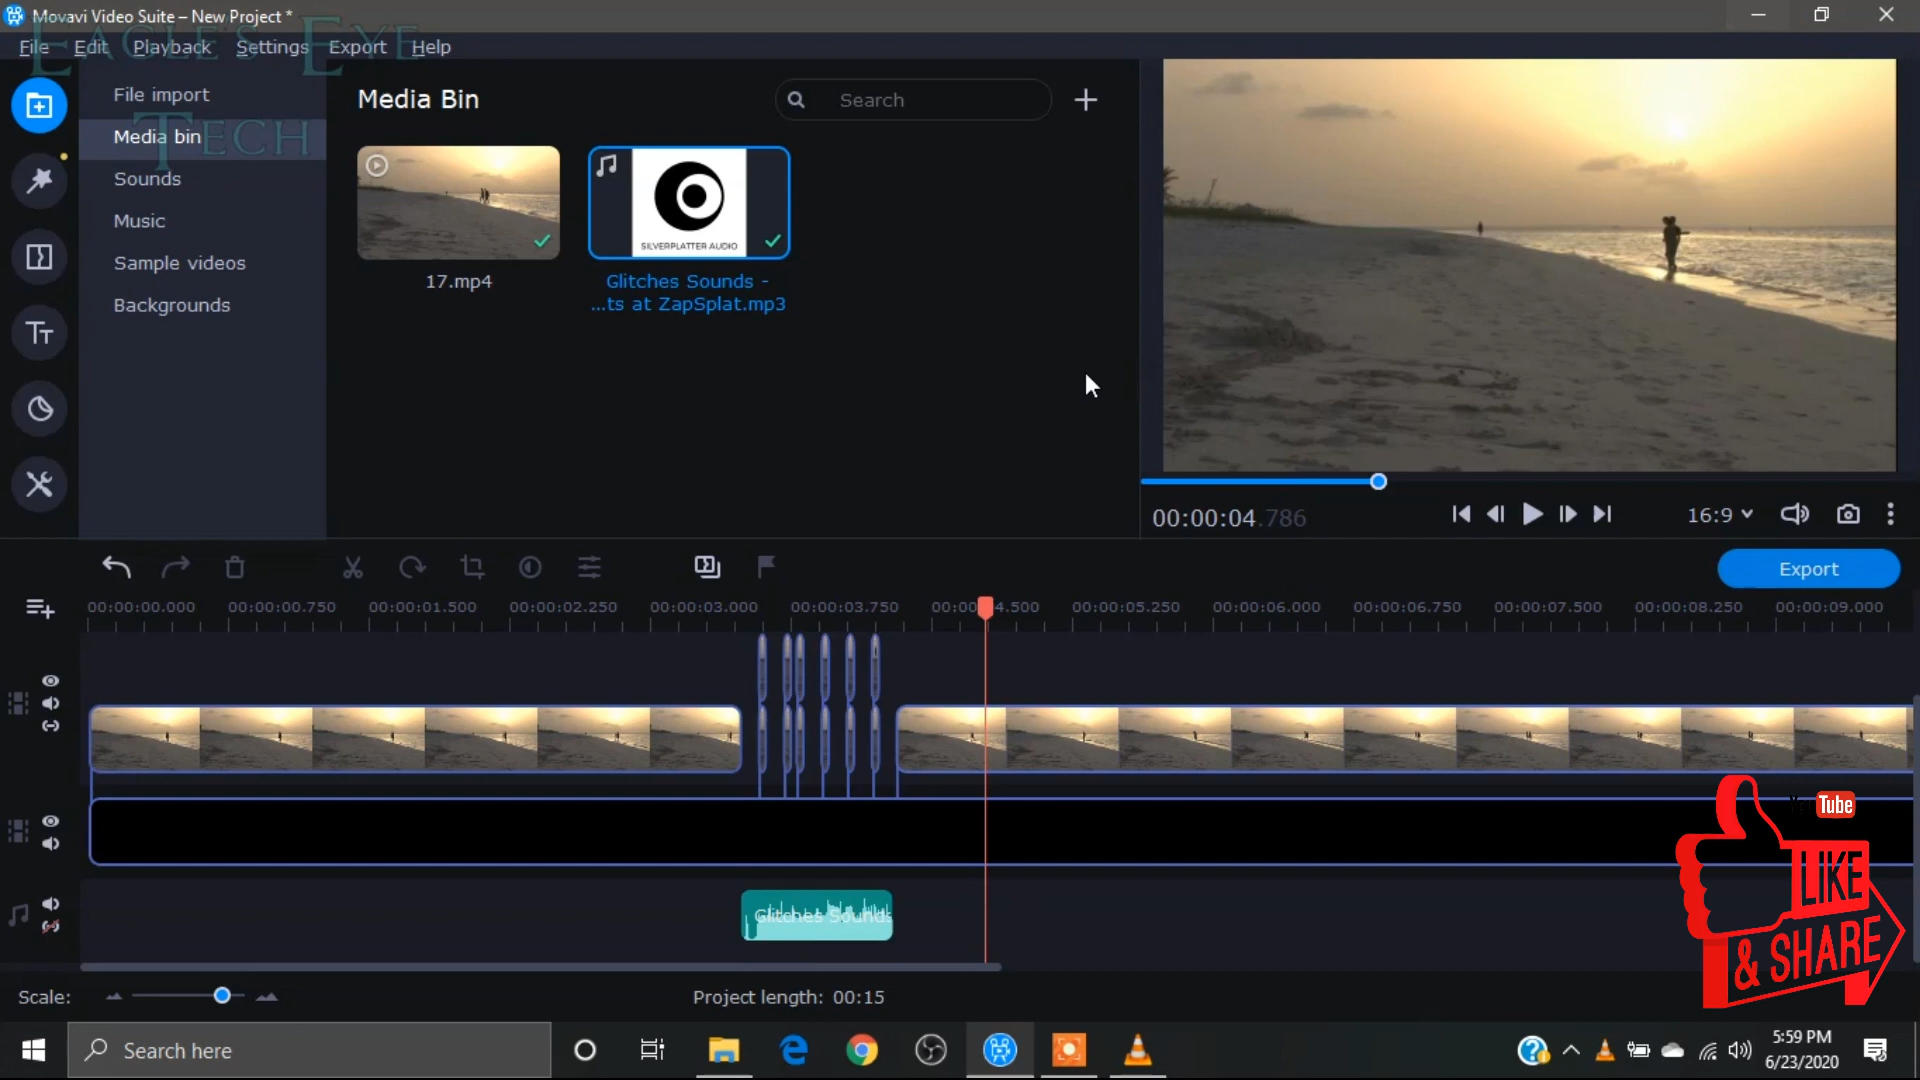 Movavi Video Suite – New Project *
EAGLE'S EYE
TECH
File Edit Playback Settings Export Help
File import
Media bin
Sounds
Music
Sample videos
Backgrounds
Media Bin
Search
SILVERPLATTER AUDIO
17.mp4
Glitches Sounds -
...ts at ZapSplat.mp3
00:00:04.786
16:9
Export
00:00:00.000 00:00:00.750 00:00:01.500 00:00:02.250 00:00:03.000 00:00:03.750 00:00:04.500 00:00:05.250 00:00:06.000 00:00:06.750 00:00:07.500 00:00:08.250 00:00:09.000
Glitches Sounds
YouTube
LIKE
& SHARE
Scale:
Project length: 00:15
Search here
5:59 PM
6/23/2020